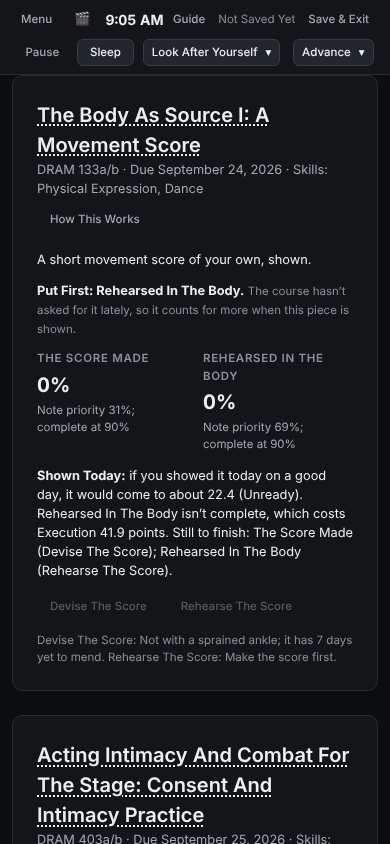 Menu 🎬 9:05 AM Guide Not Saved Yet Save & Exit
Pause Sleep Look After Yourself ▾ Advance ▾
The Body As Source I: A
Movement Score
DRAM 133a/b · Due September 24, 2026 · Skills:
Physical Expression, Dance
How This Works
A short movement score of your own, shown.
Put First: Rehearsed In The Body. The course hasn’t
asked for it lately, so it counts for more when this piece is
shown.
THE SCORE MADE
0%
Note priority 31%;
complete at 90%
REHEARSED IN THE
BODY
0%
Note priority 69%;
complete at 90%
Shown Today: if you showed it today on a good
day, it would come to about 22.4 (Unready).
Rehearsed In The Body isn’t complete, which costs
Execution 41.9 points. Still to finish: The Score Made
(Devise The Score); Rehearsed In The Body
(Rehearse The Score).
Devise The Score Rehearse The Score
Devise The Score: Not with a sprained ankle; it has 7 days
yet to mend. Rehearse The Score: Make the score first.
Acting Intimacy And Combat For
The Stage: Consent And
Intimacy Practice
DRAM 403a/b · Due September 25, 2026 · Skills: